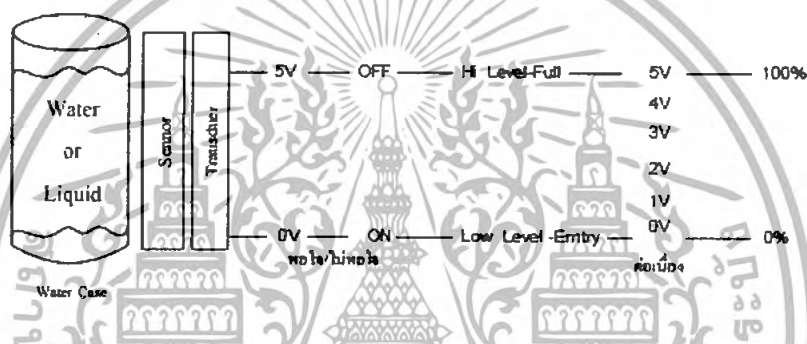 5V — OFF — Hi Level-Full — 5V — 100%
4V
3V
2V
1V
0V
0V — ON — Low Level -Emtry — 0%
พอใจ/ไม่พอใจ
ต่อเนื่อง
Water
or
Liquid
Water Case
Sennor
Transduer